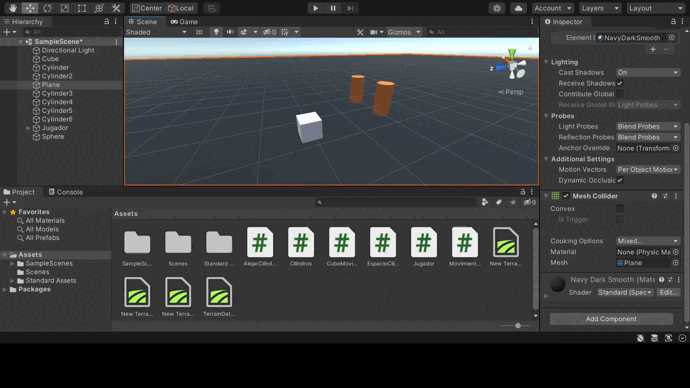 Center Local Account Layers Layout
Hierarchy
All
SampleScene*
Directional Light
Cube
Cylinder
Cylinder2
Plane
Cylinder3
Cylinder4
Cylinder5
Cylinder6
Jugador
Sphere
Scene Game
Shaded 2D 0 Gizmos All
z
Persp
Inspector
Element NavyDarkSmooth
Lighting
Cast Shadows On
Receive Shadows
Contribute Global
Receive Global Ill Light Probes
Probes
Light Probes Blend Probes
Reflection Probes Blend Probes
Anchor Override None (Transform
Additional Settings
Motion Vectors Per Object Motion
Dynamic Occlusio
Mesh Collider
Convex
Is Trigger
Cooking Options Mixed...
Material None (Physic Ma
Mesh Plane
Navy Dark Smooth (Mate
Shader Standard (Spec Edit...
Add Component
Project Console
9
Favorites
All Materials
All Models
All Prefabs
Assets
SampleScenes
Scenes
Standard Assets
Packages
Assets
SampleSc... Scenes Standard ... AlejarCilind... Cilindros CuboMovi... EspacioCili... Jugador Movimient... New Terra...
New Terra... New Terra... TerrainDat...